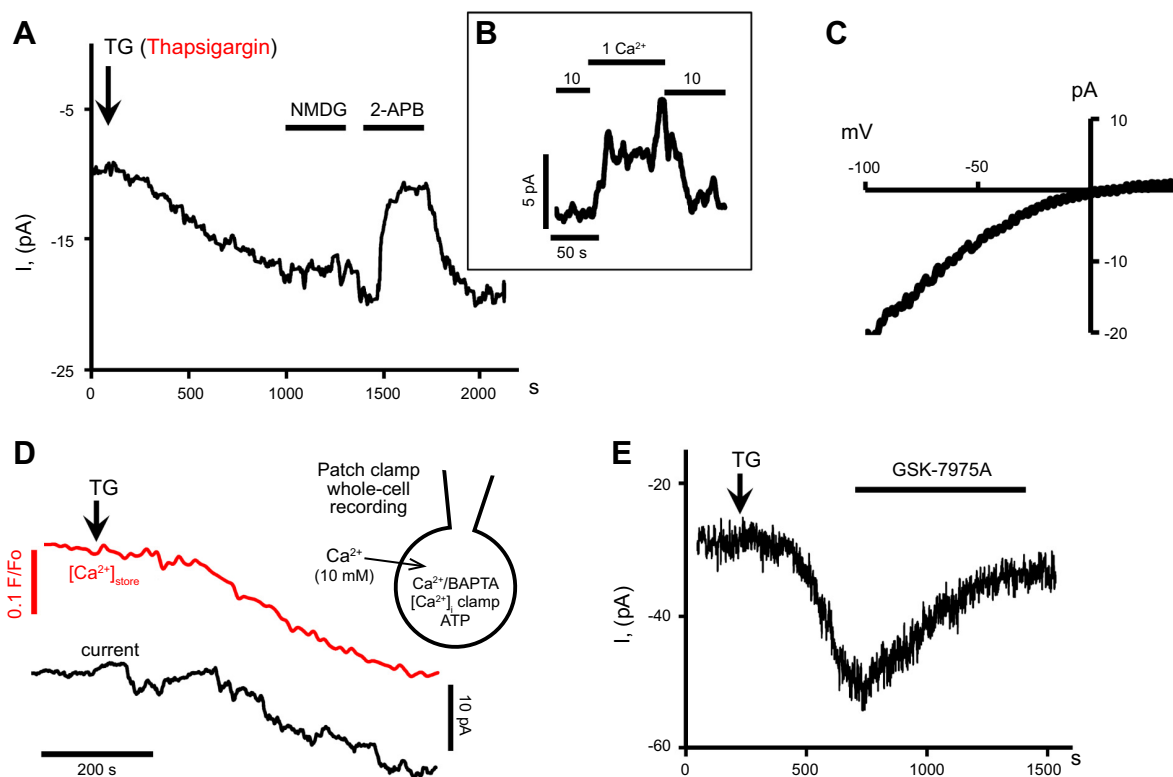 A
TG (Thapsigargin)
NMDG
2-APB
-5
-15
-25
I, (pA)
0
500
1000
1500
2000
s
B
1 Ca²⁺
10
10
5 pA
50 s
C
pA
mV
10
-100
-50
-10
-20
D
TG
[Ca²⁺]store
0.1 F/Fo
current
10 pA
200 s
Patch clamp
whole-cell
recording
Ca²⁺
(10 mM)
Ca²⁺/BAPTA
[Ca²⁺]i clamp
ATP
E
TG
GSK-7975A
-20
-40
-60
I, (pA)
0
500
1000
1500
s